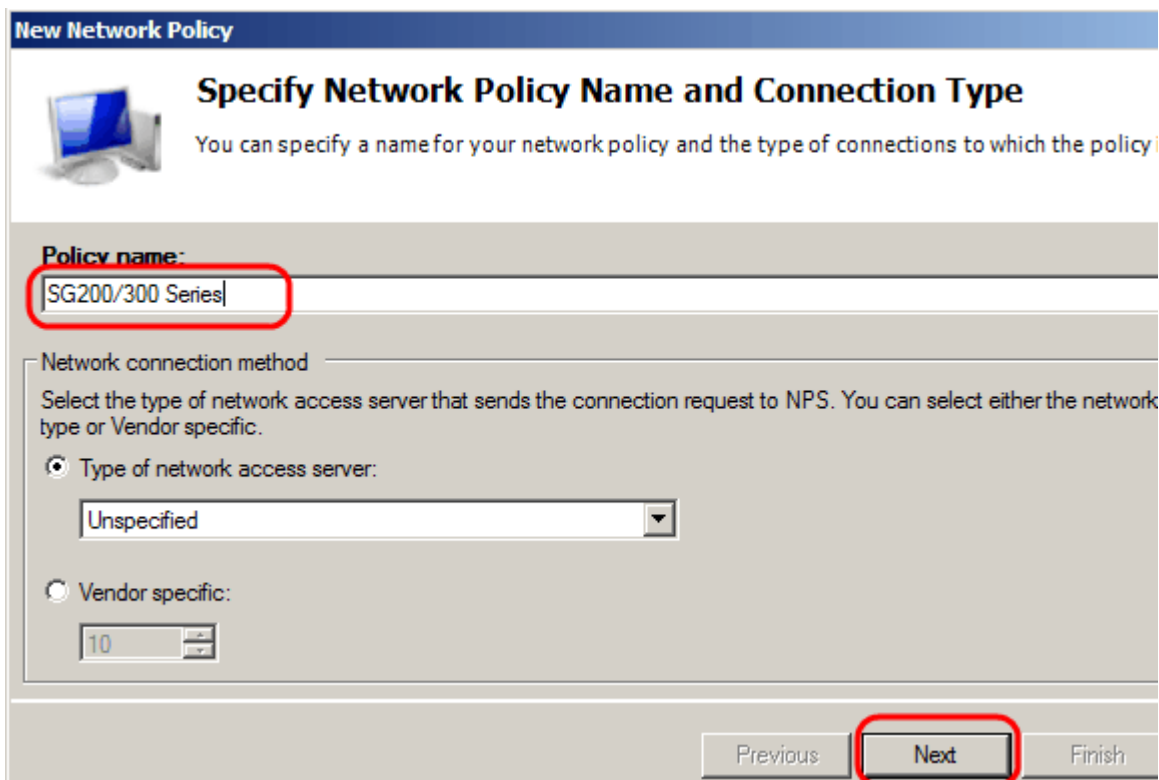 New Network Policy
Specify Network Policy Name and Connection Type
You can specify a name for your network policy and the type of connections to which the policy
Policy name:
SG200/300 Series
Network connection method
Select the type of network access server that sends the connection request to NPS. You can select either the network
type or Vendor specific.
Type of network access server:
Unspecified
Vendor specific:
10
Previous Next Finish